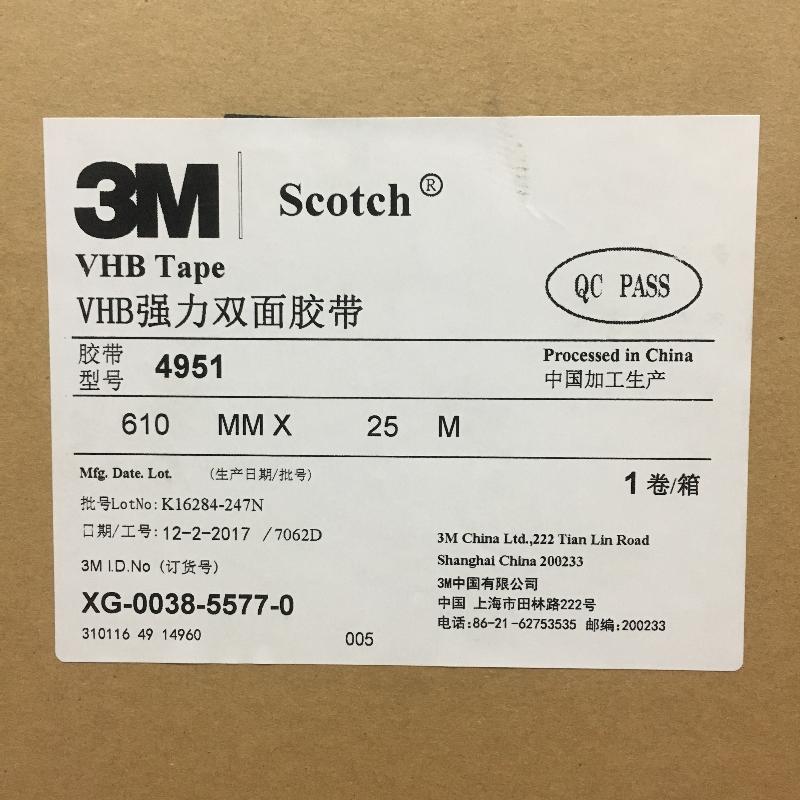 3M Scotch®
VHB Tape
VHB强力双面胶带
QC PASS
胶带
型号 4951
Processed in China
中国加工生产
610 MM X 25 M
Mfg. Date. Lot. (生产日期/批号)
1 卷/箱
批号LotNo: K16284-247N
日期/工号: 12-2-2017 /7062D
3M I.D.No (订货号)
XG-0038-5577-0
310116 49 14960 005
3M China Ltd.,222 Tian Lin Road
Shanghai China 200233
3M中国有限公司
中国 上海市田林路222号
电话:86-21-62753535 邮编:200233